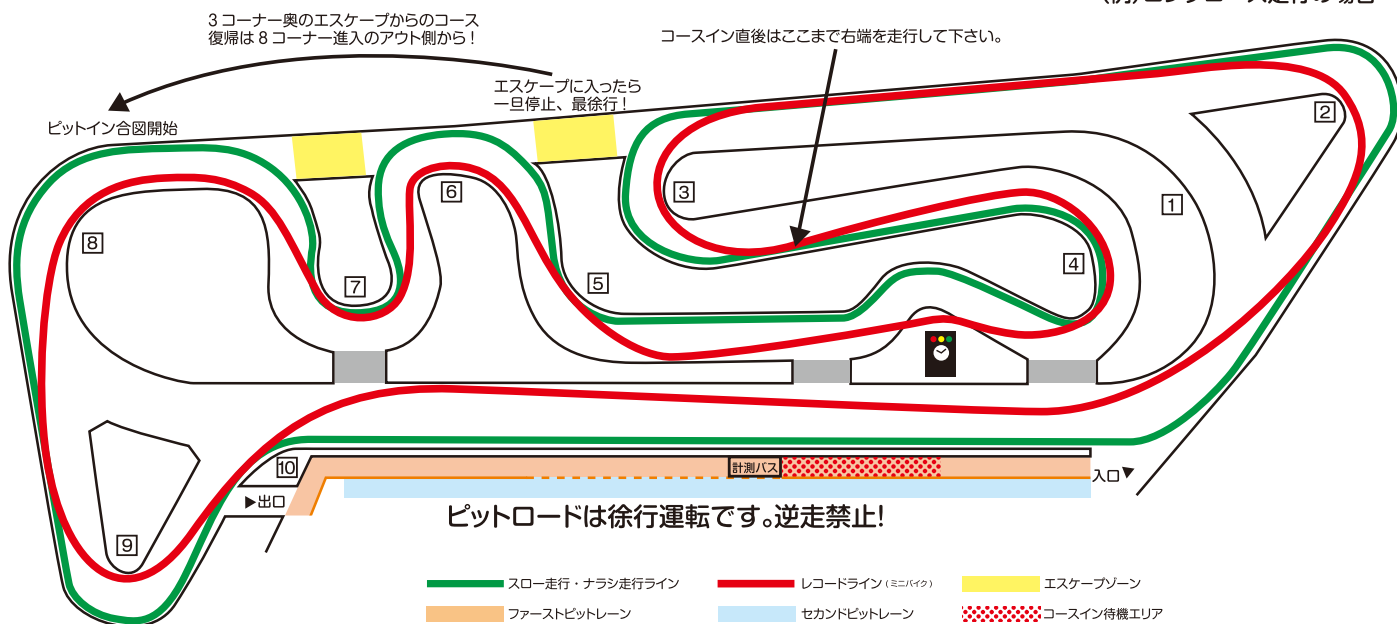 3コーナー奥のエスケープからのコース
復帰は8コーナー進入のアウト側から!
コースイン直後はここまで右端を走行して下さい。
エスケープに入ったら
一旦停止、最徐行!
ピットイン合図開始
2
6
3
1
8
7
5
4
10
計測バス
入口
出口
9
ピットロードは徐行運転です。逆走禁止!
スロー走行・ナラシ走行ライン
レコードライン(ミニバイク)
エスケープゾーン
ファーストピットレーン
セカンドピットレーン
コースイン待機エリア